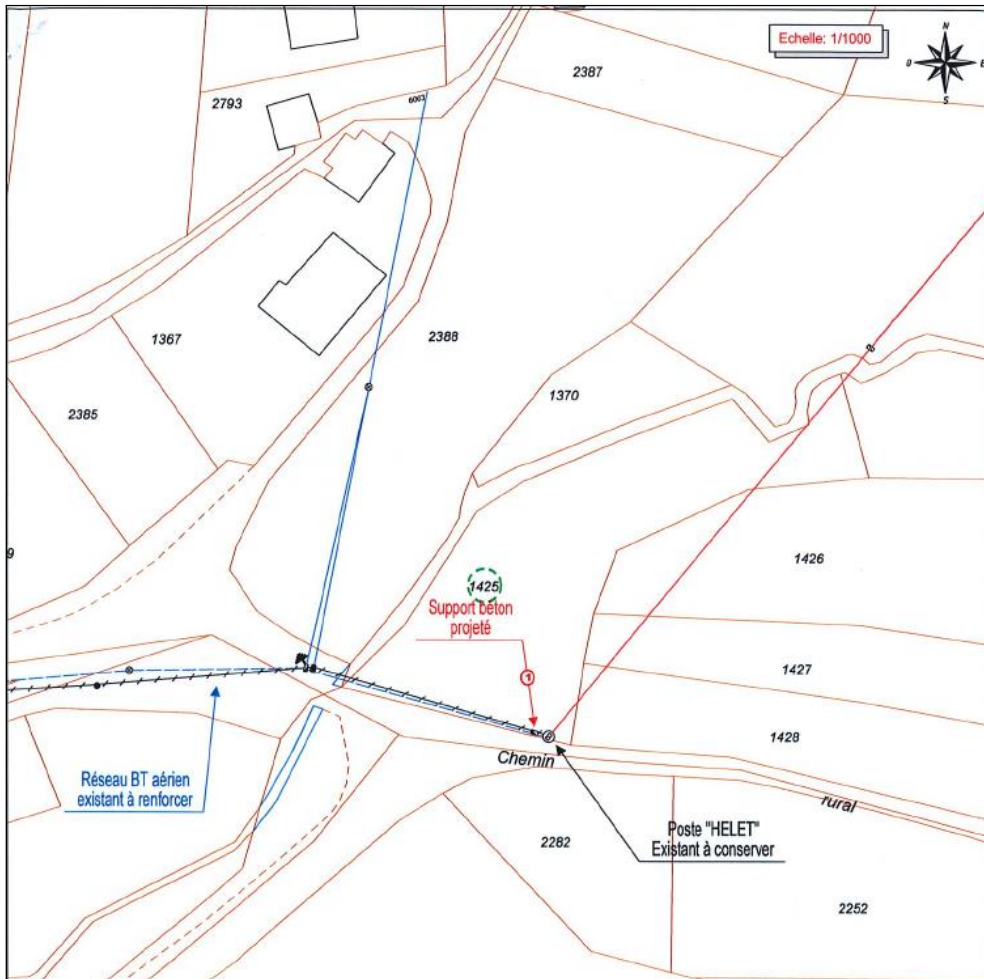 Echelle: 1/1000
N
O
E
S
2387
2793
6003
1367
2388
2385
1370
9
1426
1425
Support béton
projeté
1
1427
1428
Chemin
rural
Réseau BT aérien
existant à renforcer
Poste "HELET"
Existant à conserver
2282
2252